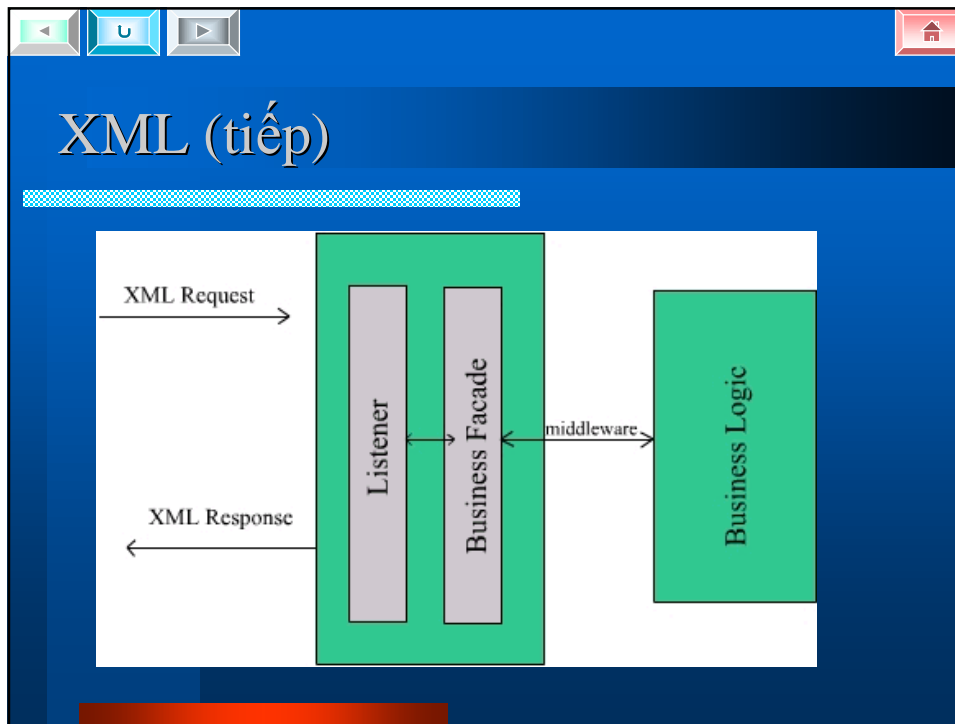 XML (tiếp)
XML Request
Listener
Business Facade
middleware
Business Logic
XML Response